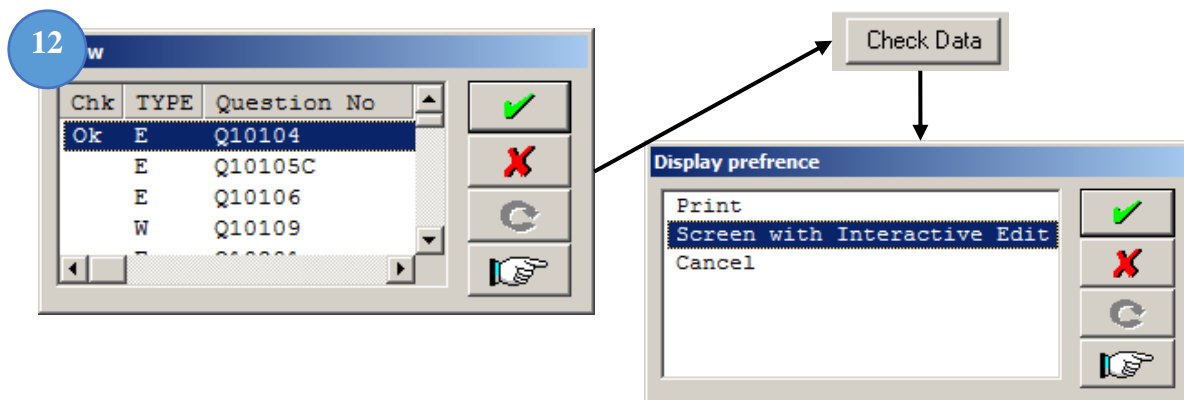 12
w
Chk TYPE Question No
Ok E Q10104
E Q10105C
E Q10106
W Q10109
Check Data
Display prefrence
Print
Screen with Interactive Edit
Cancel